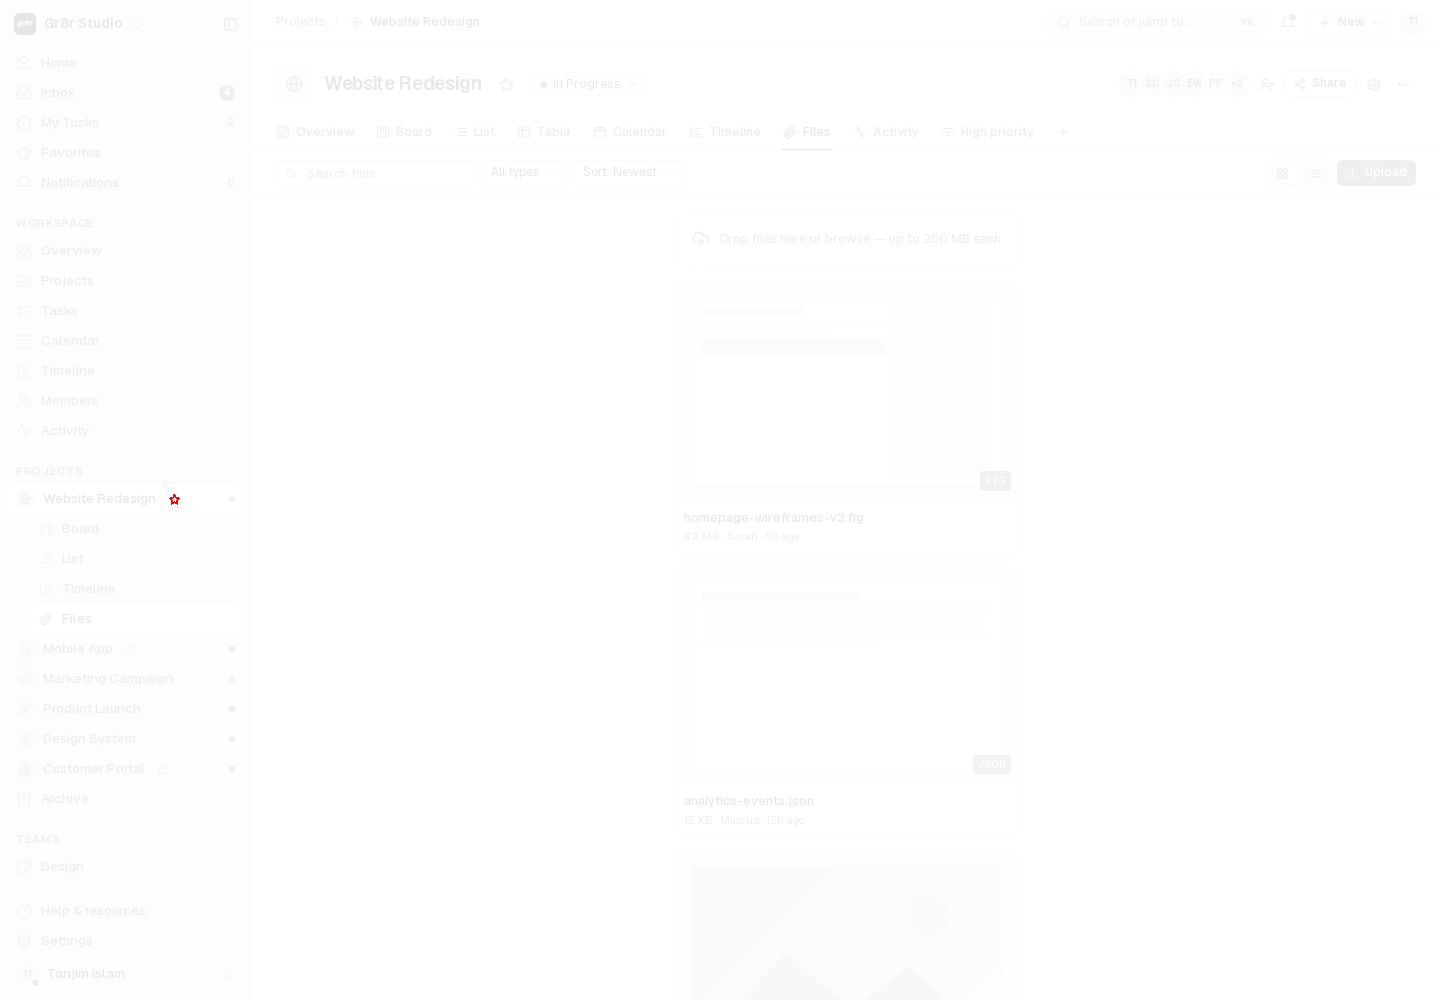 Gr8r Studio
Home
Inbox 4
My Tasks 2
Favorites
Notifications 6
WORKSPACE
Overview
Projects
Tasks
Calendar
Timeline
Members
Activity
PROJECTS
Website Redesign
Board
List
Timeline
Files
Mobile App
Marketing Campaign
Product Launch
Design System
Customer Portal
Archive
TEAMS
Design
Help & resources
Settings
TI Tanjim Islam
Projects / Website Redesign
Search or jump to... ⌘K
New
TI
Website Redesign
In Progress
TI SC JC EW PP +2
Share
Overview Board List Table Calendar Timeline Files Activity High priority
Search files All types Sort: Newest
Upload
Drop files here or browse — up to 250 MB each
FIG
homepage-wireframes-v3.fig
42 MB · Sarah · 5h ago
JSON
analytics-events.json
12 KB · Marcus · 12h ago